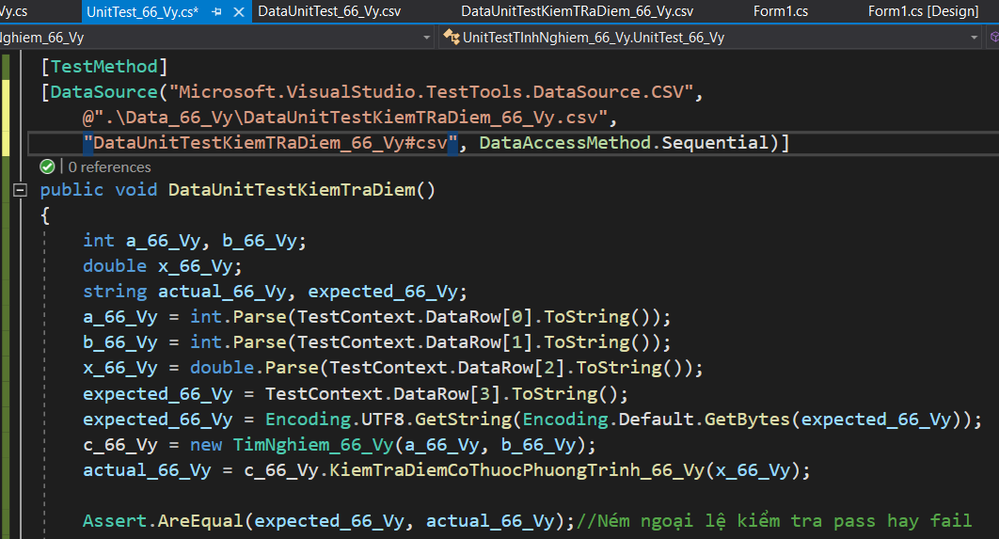 Vy.cs UnitTest_66_Vy.cs* DataUnitTest_66_Vy.csv DataUnitTestKiemTRaDiem_66_Vy.csv Form1.cs Form1.cs [Design]
Nghiem_66_Vy UnitTestTInhNghiem_66_Vy.UnitTest_66_Vy
[TestMethod]
[DataSource("Microsoft.VisualStudio.TestTools.DataSource.CSV",
@".\Data_66_Vy\DataUnitTestKiemTRaDiem_66_Vy.csv",
"DataUnitTestKiemTRaDiem_66_Vy#csv", DataAccessMethod.Sequential)]
0 references
public void DataUnitTestKiemTraDiem()
{
int a_66_Vy, b_66_Vy;
double x_66_Vy;
string actual_66_Vy, expected_66_Vy;
a_66_Vy = int.Parse(TestContext.DataRow[0].ToString());
b_66_Vy = int.Parse(TestContext.DataRow[1].ToString());
x_66_Vy = double.Parse(TestContext.DataRow[2].ToString());
expected_66_Vy = TestContext.DataRow[3].ToString();
expected_66_Vy = Encoding.UTF8.GetString(Encoding.Default.GetBytes(expected_66_Vy));
c_66_Vy = new TimNghiem_66_Vy(a_66_Vy, b_66_Vy);
actual_66_Vy = c_66_Vy.KiemTraDiemCoThuocPhuongTrinh_66_Vy(x_66_Vy);
Assert.AreEqual(expected_66_Vy, actual_66_Vy);//Ném ngoại lệ kiểm tra pass hay fail